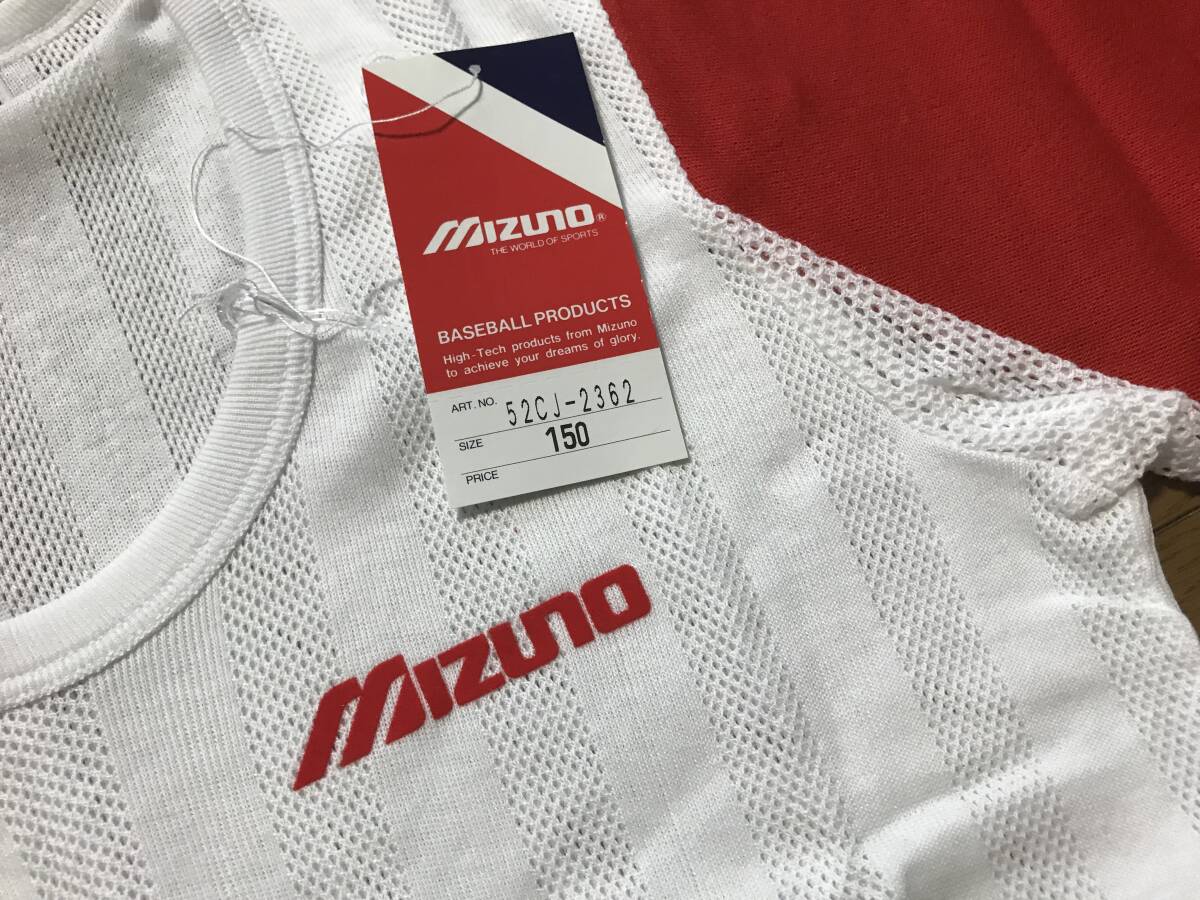 MIZUNO®
THE WORLD OF SPORTS
BASEBALL PRODUCTS
High-Tech products from Mizuno
to achieve your dreams of glory.
ART. NO. 52CJ-2362
SIZE 150
PRICE
MIZUNO